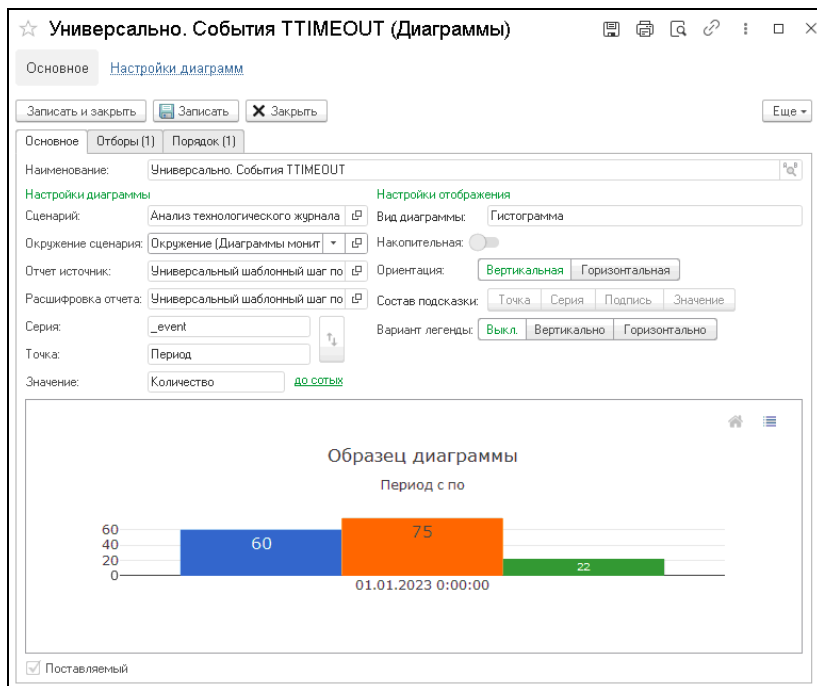 Универсально. События TTIMEOUT (Диаграммы)
Основное Настройки диаграмм
Записать и закрыть Записать Закрыть Еще
Основное Отборы (1) Порядок (1)
Наименование: Универсально. События TTIMEOUT
Настройки диаграммы Настройки отображения
Сценарий: Анализ технологического журнала Вид диаграммы: Гистограмма
Окружение сценария: Окружение (Диаграммы монит Накопительная:
Отчет источник: Универсальный шаблонный шаг по Ориентация: Вертикальная Горизонтальная
Расшифровка отчета: Универсальный шаблонный шаг по Состав подсказки: Точка Серия Подпись Значение
Серия: _event Вариант легенды: Выкл. Вертикально Горизонтально
Точка: Период
Значение: Количество до сотых
Образец диаграммы
Период с по
60
40
20
0
60 75 22
01.01.2023 0:00:00
Поставляемый